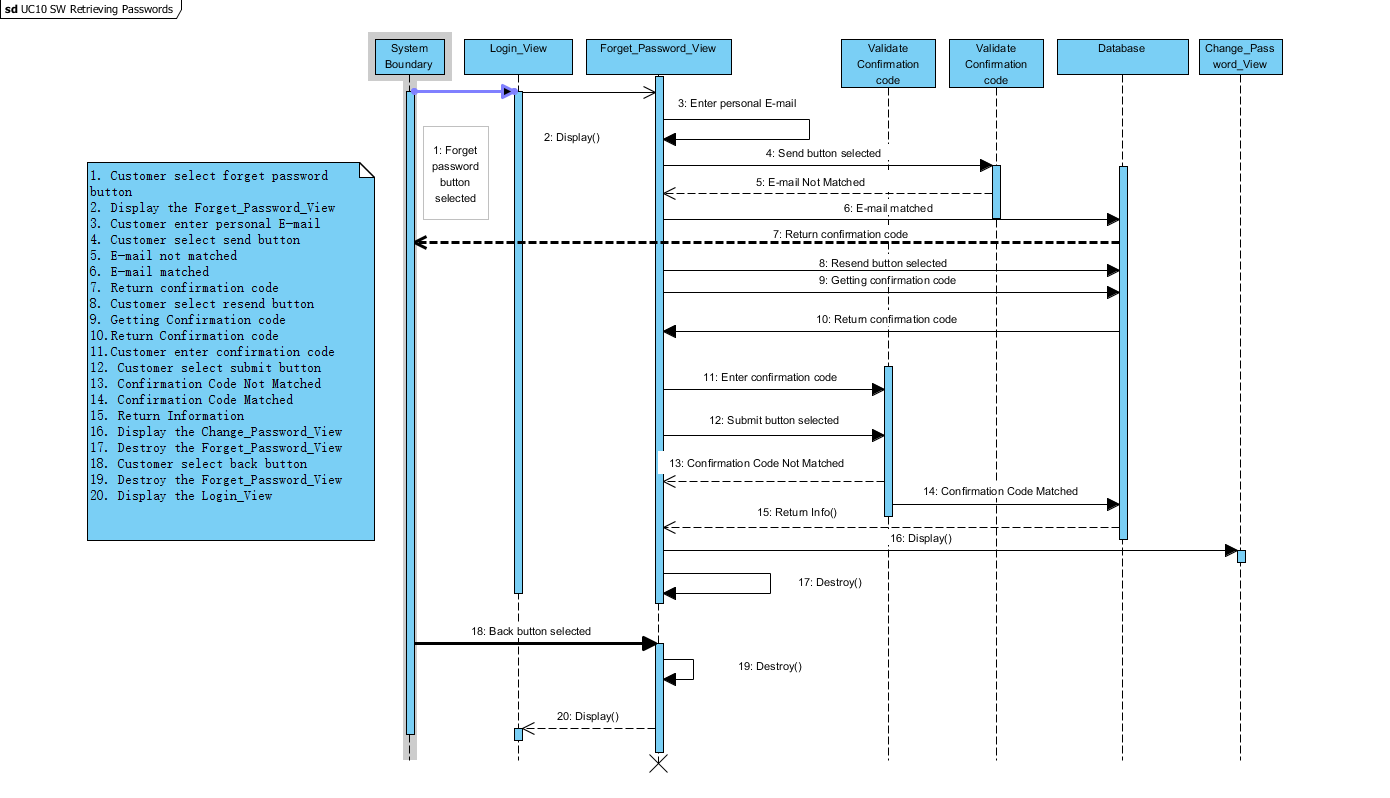 sd UC10 SW Retrieving Passwords
System
Boundary
Login_View
Forget_Password_View
Validate
Confirmation
code
Validate
Confirmation
code
Database
Change_Pass
word_View
1: Forget
password
button
selected
2: Display()
3: Enter personal E-mail
4: Send button selected
5: E-mail Not Matched
6: E-mail matched
7: Return confirmation code
8: Resend button selected
9: Getting confirmation code
10: Return confirmation code
11: Enter confirmation code
12: Submit button selected
13: Confirmation Code Not Matched
14: Confirmation Code Matched
15: Return Info()
16: Display()
17: Destroy()
18: Back button selected
19: Destroy()
20: Display()
1. Customer select forget password
button
2. Display the Forget_Password_View
3. Customer enter personal E-mail
4. Customer select send button
5. E-mail not matched
6. E-mail matched
7. Return confirmation code
8. Customer select resend button
9. Getting Confirmation code
10.Return Confirmation code
11.Customer enter confirmation code
12. Customer select submit button
13. Confirmation Code Not Matched
14. Confirmation Code Matched
15. Return Information
16. Display the Change_Password_View
17. Destroy the Forget_Password_View
18. Customer select back button
19. Destroy the Forget_Password_View
20. Display the Login_View